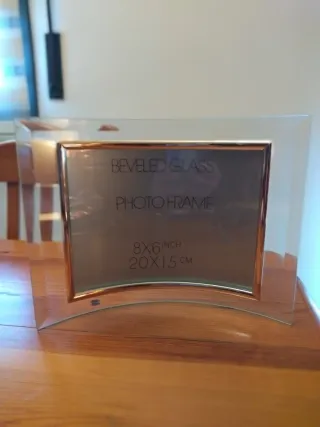 BEVELED GLASS
PHOTO FRAME
8X6 INCH
20X15 CM